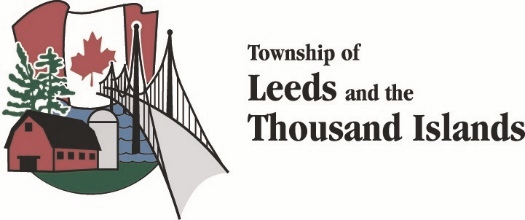 Township of
Leeds and the
Thousand Islands